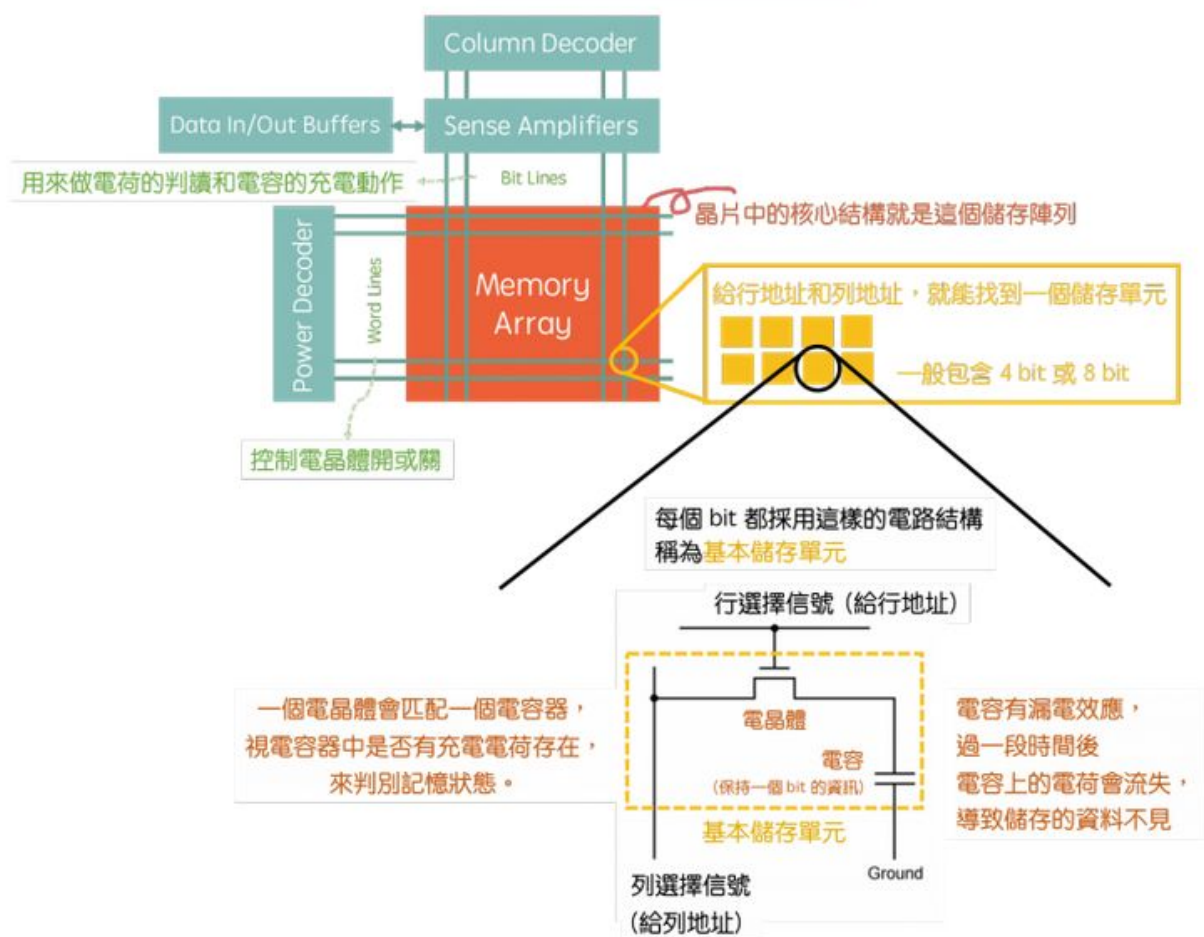 Column Decoder
Data In/Out Buffers
Sense Amplifiers
用來做電荷的判讀和電容的充電動作
Bit Lines
晶片中的核心結構就是這個儲存陣列
Power Decoder
Word Lines
Memory
Array
給行地址和列地址，就能找到一個儲存單元
一般包含 4 bit 或 8 bit
控制電晶體開或關
每個 bit 都採用這樣的電路結構
稱為基本儲存單元
行選擇信號（給行地址）
一個電晶體會匹配一個電容器，
視電容器中是否有充電電荷存在，
來判別記憶狀態。
電晶體
電容
（保持一個 bit 的資訊）
基本儲存單元
電容有漏電效應，
過一段時間後
電容上的電荷會流失，
導致儲存的資料不見
Ground
列選擇信號
（給列地址）